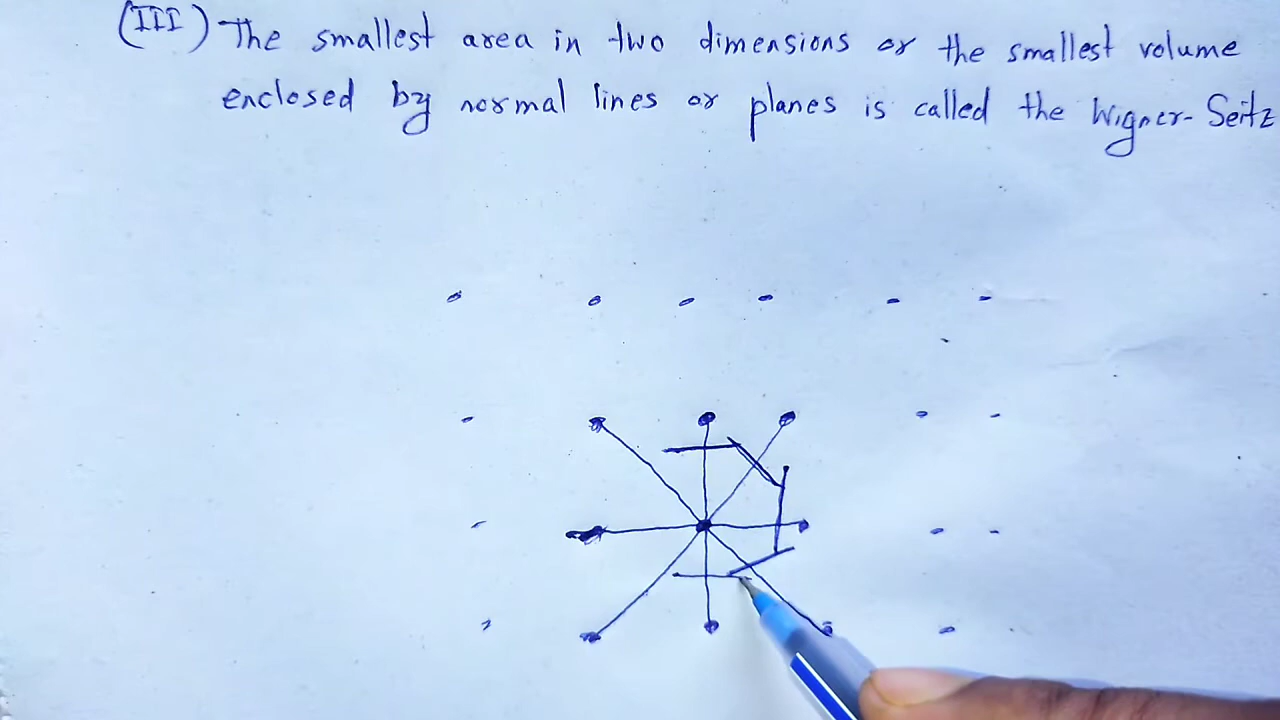 (III) The smallest area in two dimensions or the smallest volume
enclosed by normal lines or planes is called the Wigner-Seitz